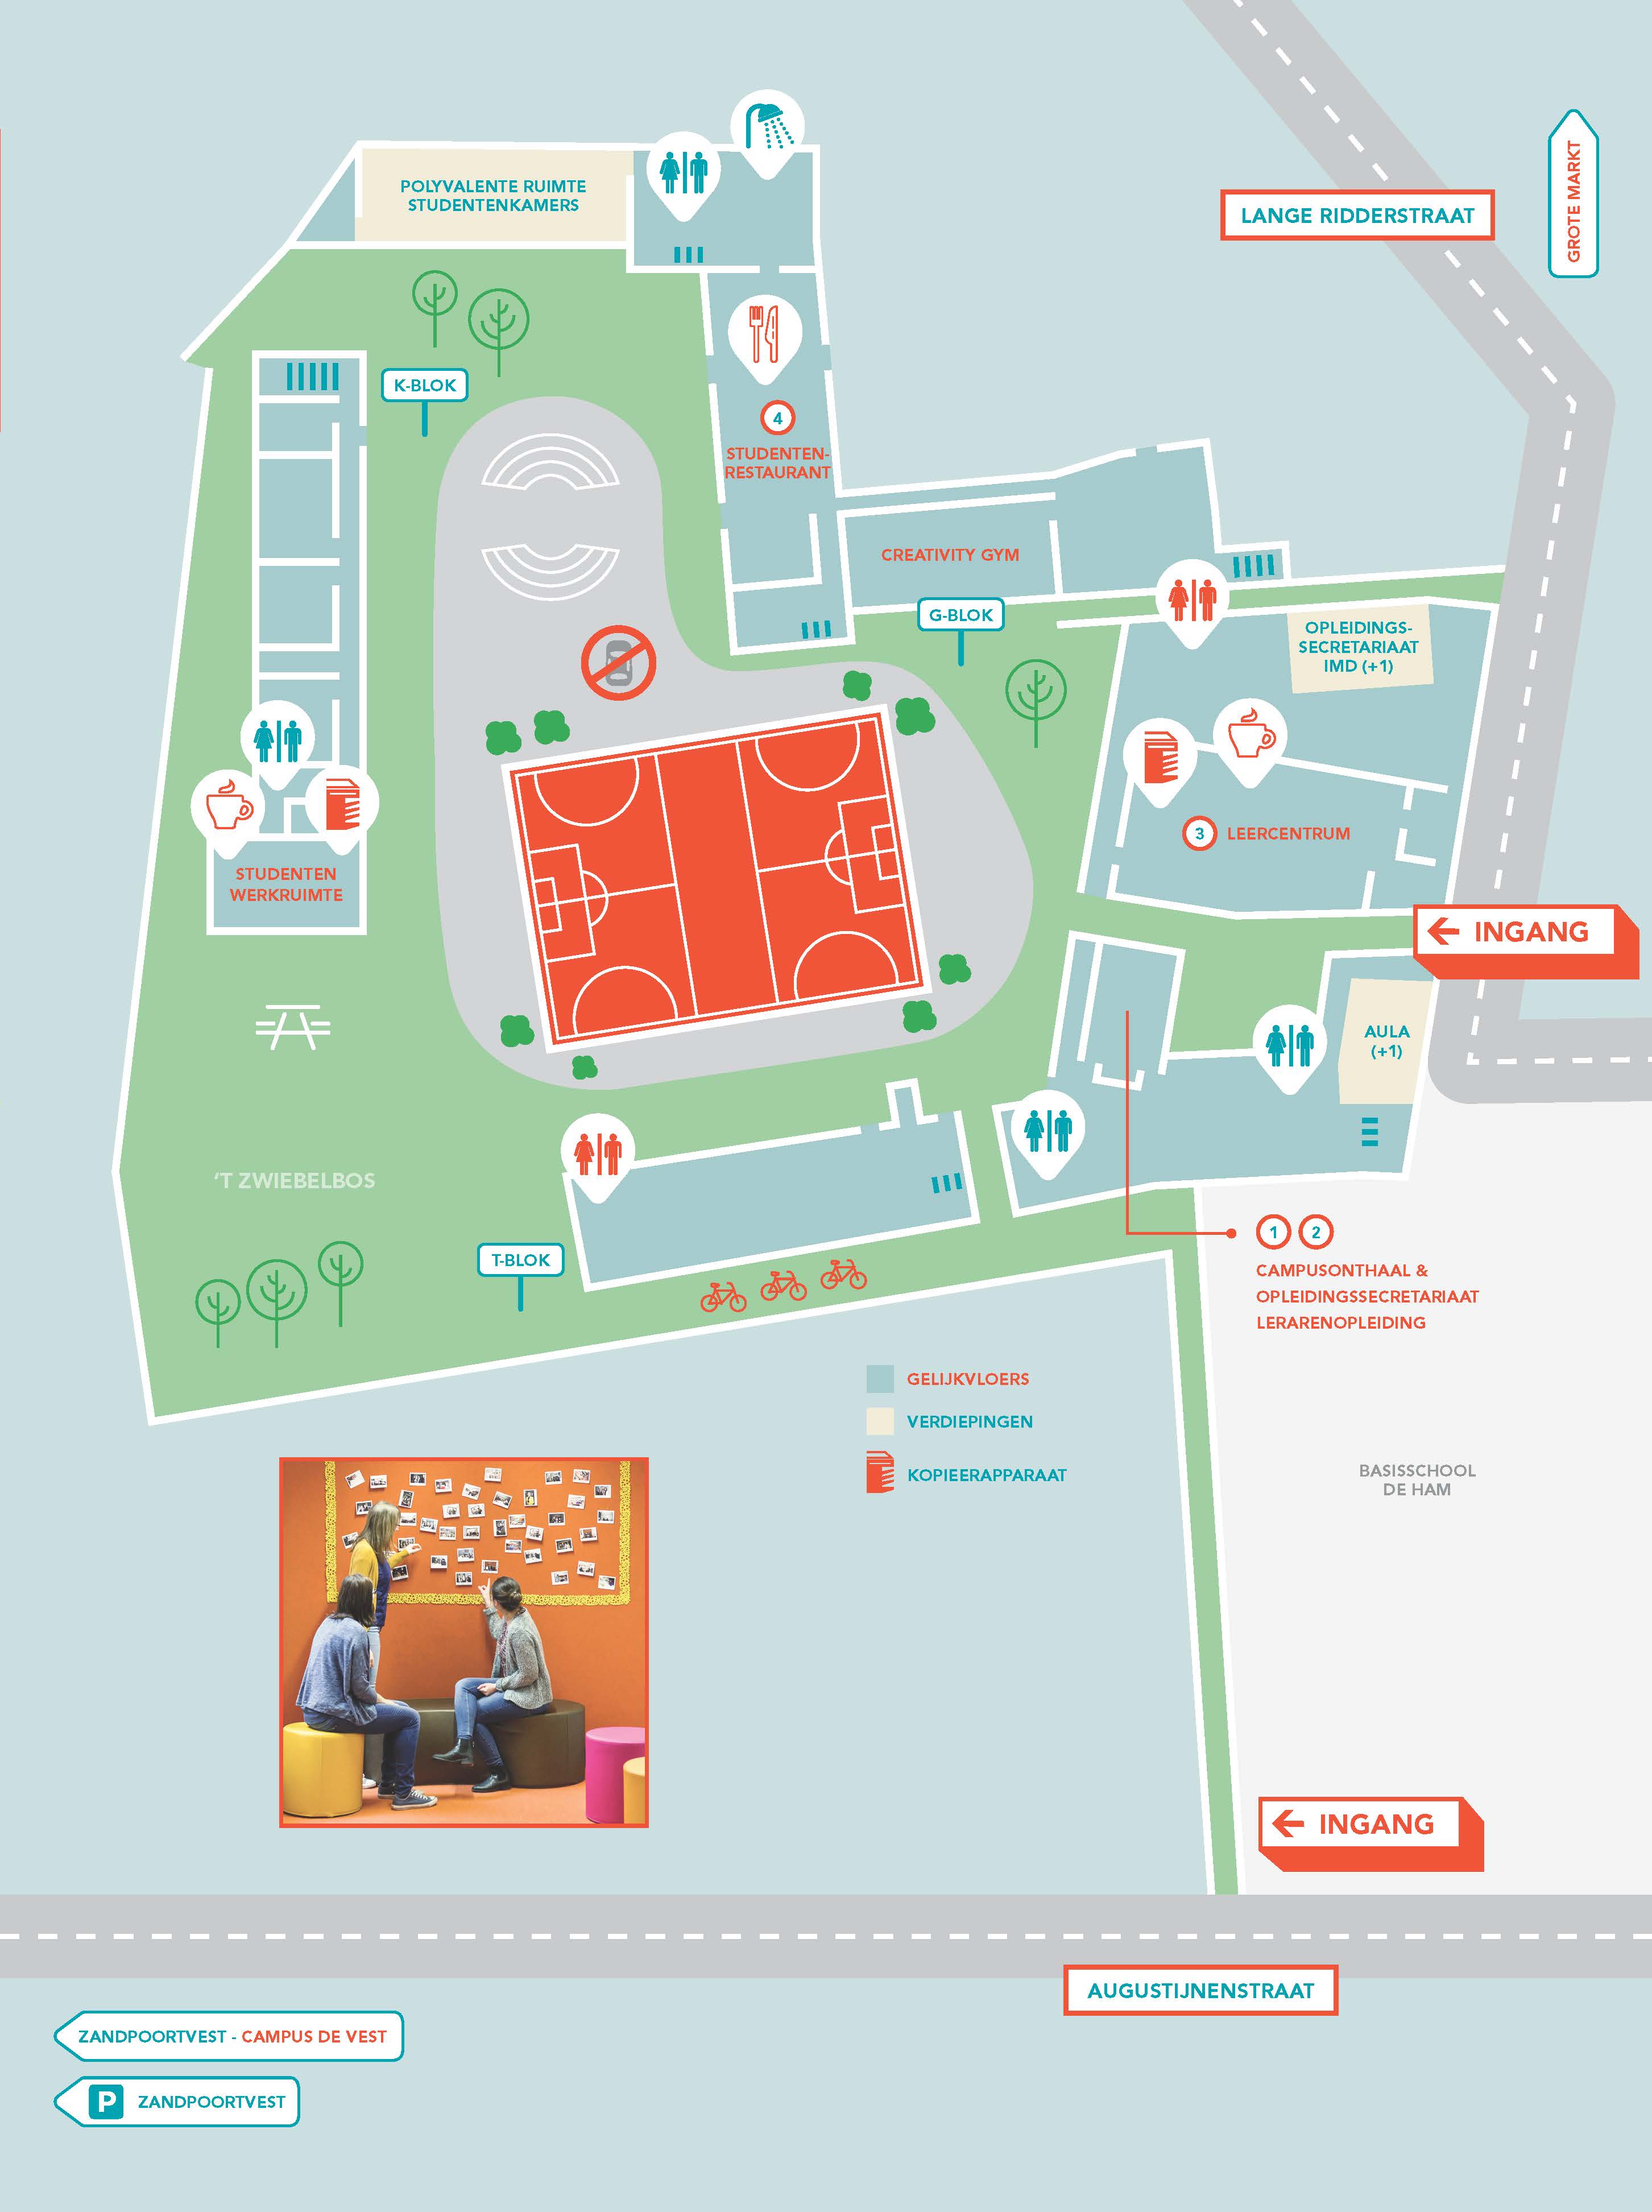 POLYVALENTE RUIMTE
STUDENTENKAMERS
LANGE RIDDERSTRAAT
GROTE MARKT
K-BLOK
4
STUDENTEN-
RESTAURANT
CREATIVITY GYM
G-BLOK
OPLEIDINGS-
SECRETARIAAT
IMD (+1)
3 LEERCENTRUM
STUDENTEN
WERKRUIMTE
INGANG
AULA
(+1)
'T ZWIEBELBOS
T-BLOK
1 2
CAMPUSONTHAAL &
OPLEIDINGSSECRETARIAAT
LERARENOPLEIDING
GELIJKVLOERS
VERDIEPINGEN
KOPIEERAPPARAAT
BASISSCHOOL
DE HAM
INGANG
AUGUSTIJNENSTRAAT
ZANDPOORTVEST - CAMPUS DE VEST
P ZANDPOORTVEST